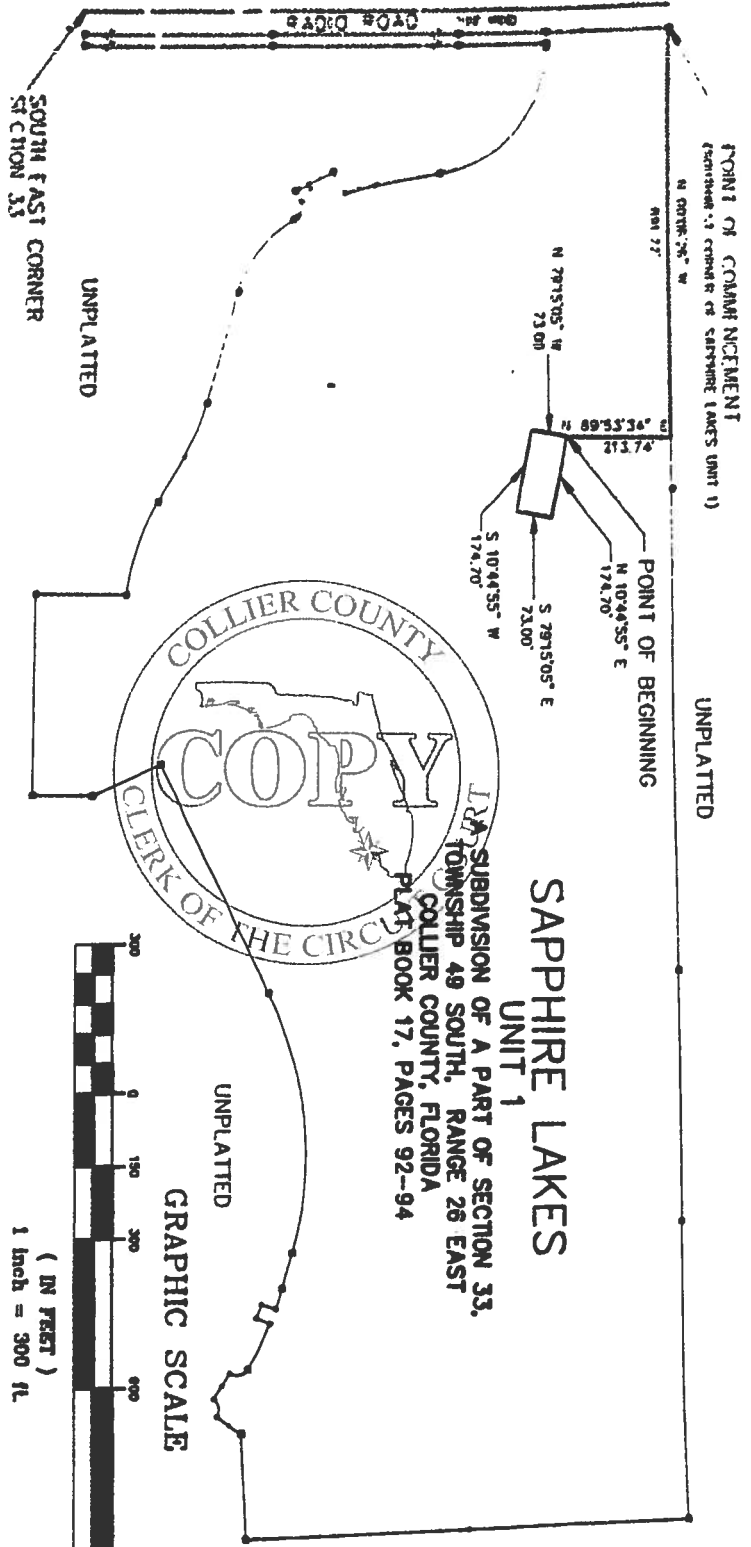 POINT OF COMMENCEMENT
N 00°06'26" W
N 89°53'34" E
213.74'
N 79°15'05" W
73.00
POINT OF BEGINNING
N 10°44'55" E
174.70'
S 79°15'05" E
73.00'
S 10°44'55" W
174.70'
UNPLATTED
SOUTH EAST CORNER
SECTION 33
UNPLATTED
SAPPHIRE LAKES
UNIT 1
A SUBDIVISION OF A PART OF SECTION 33,
TOWNSHIP 49 SOUTH, RANGE 26 EAST
COLLIER COUNTY, FLORIDA
PLAT BOOK 17, PAGES 92-94
COLLIER COUNTY
COPY
CLERK OF THE CIRCUIT COURT
UNPLATTED
GRAPHIC SCALE
300 0 150 300 600
( IN FEET )
1 inch = 300 ft.